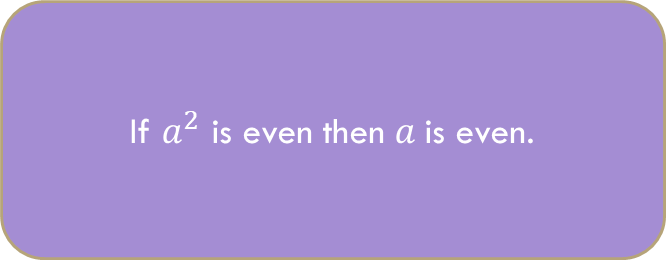 If 𝑎² is even then 𝑎 is even.